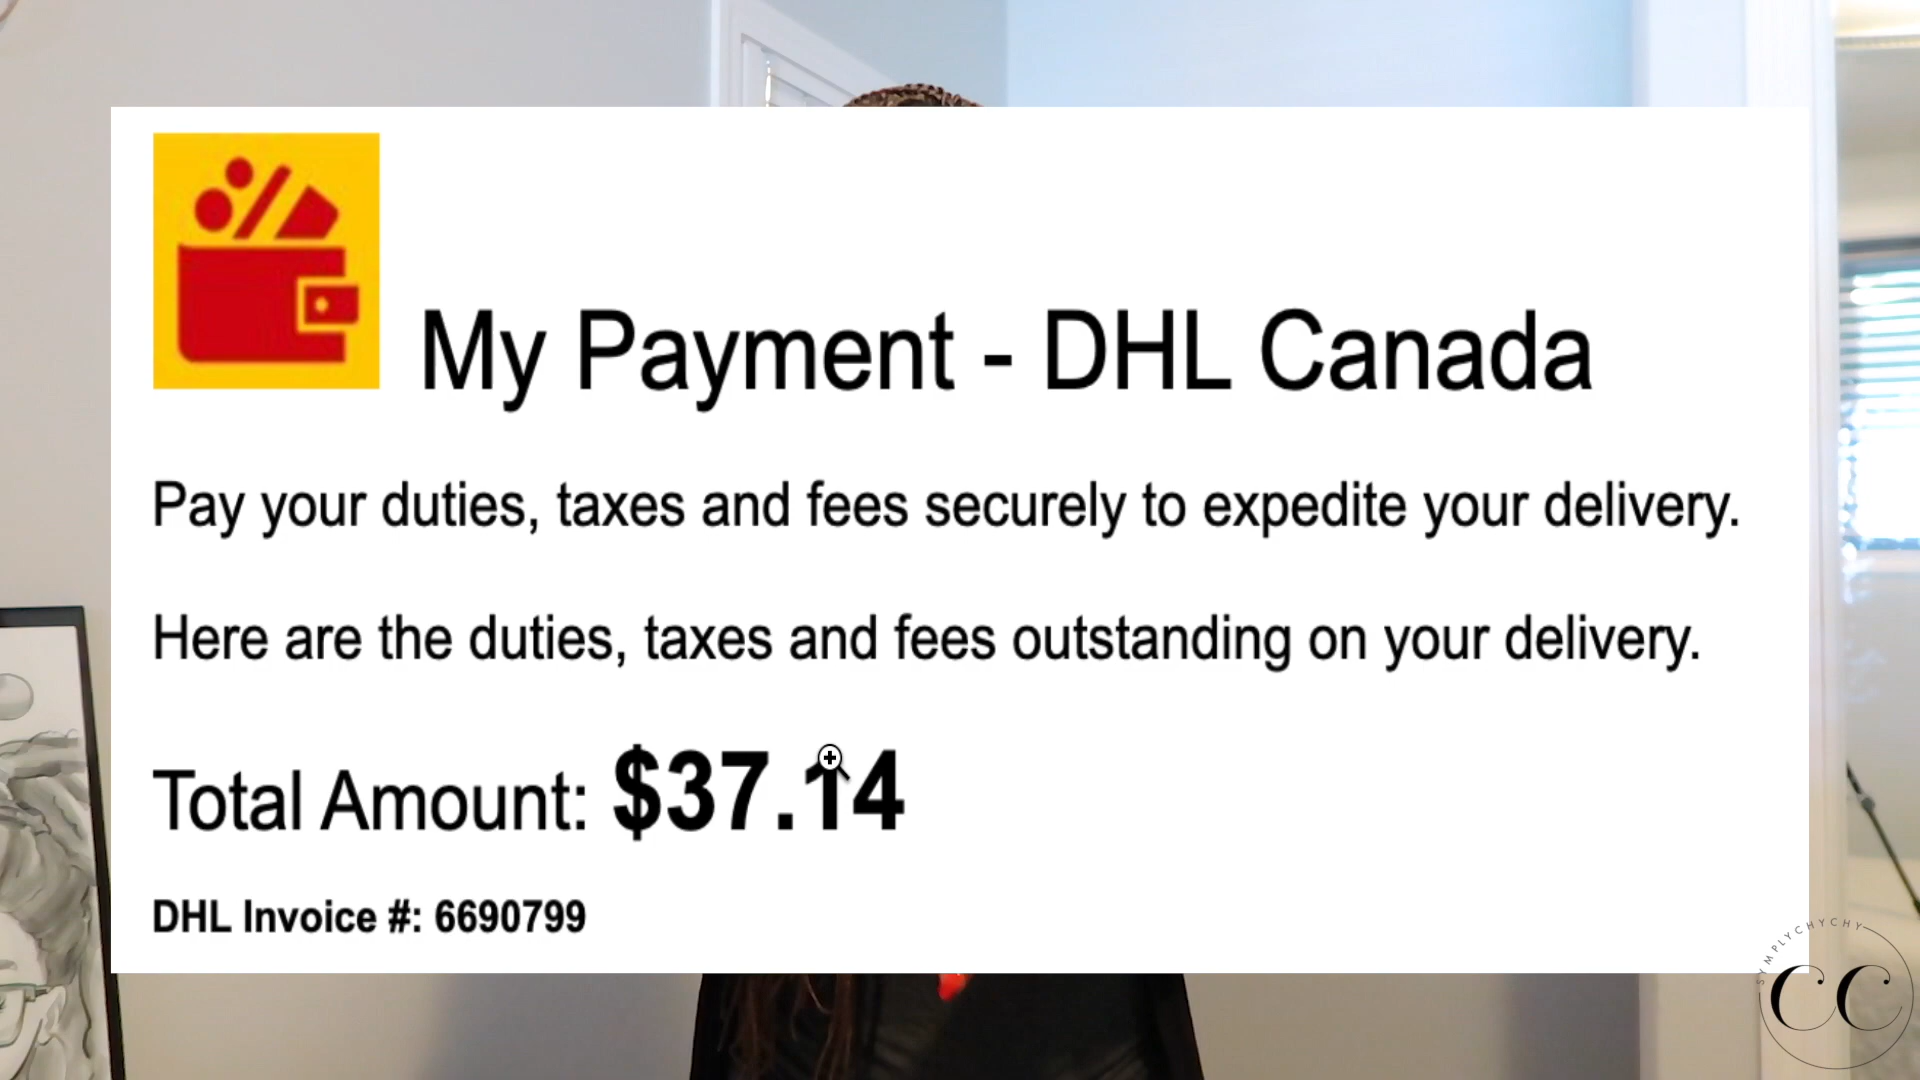 My Payment - DHL Canada
Pay your duties, taxes and fees securely to expedite your delivery.
Here are the duties, taxes and fees outstanding on your delivery.
Total Amount: $37.14
DHL Invoice #: 6690799
SYMPLYCHYCHY
CC